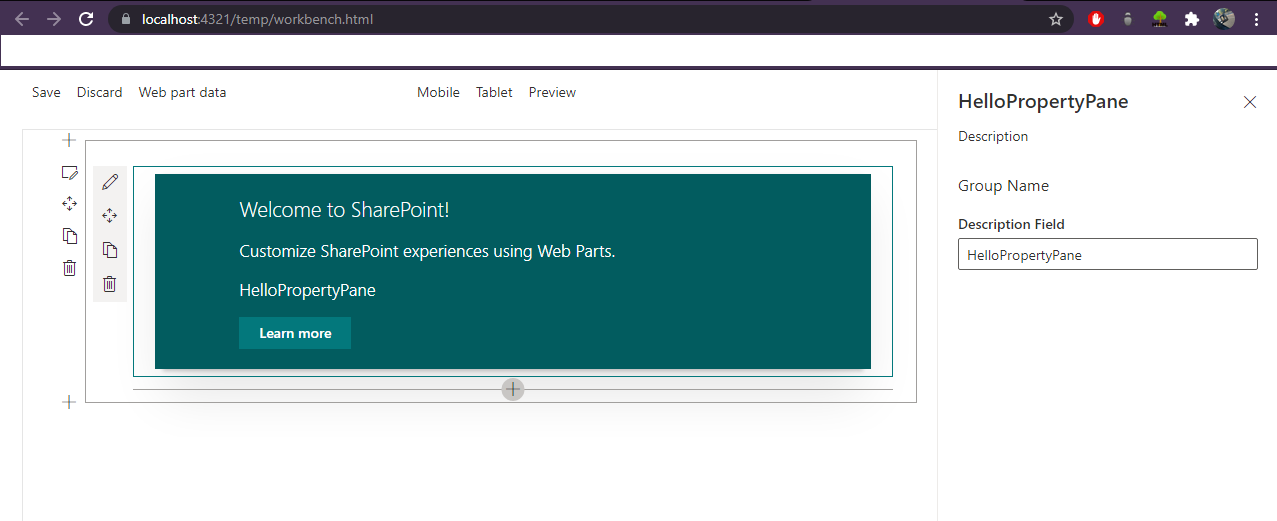 localhost:4321/temp/workbench.html
Save Discard Web part data Mobile Tablet Preview
Welcome to SharePoint!
Customize SharePoint experiences using Web Parts.
HelloPropertyPane
Learn more
HelloPropertyPane
Description
Group Name
Description Field
HelloPropertyPane